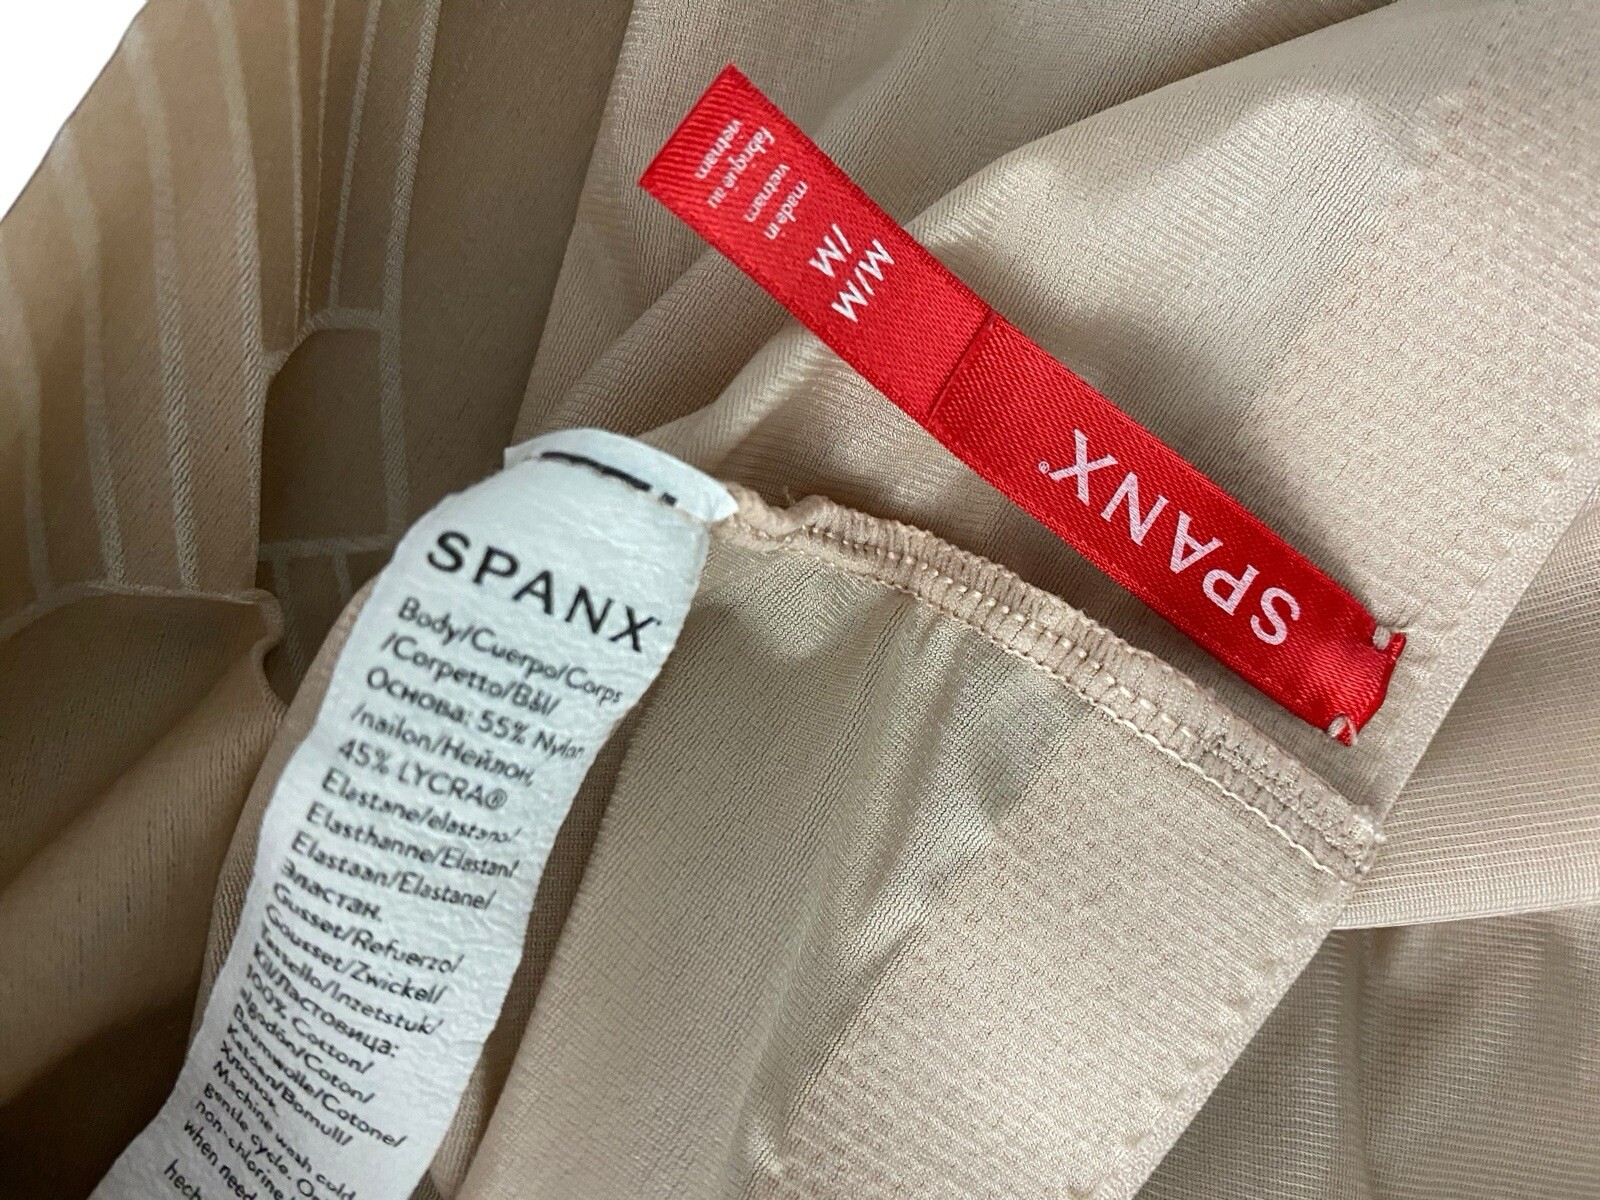 SPANX®
M/M
/M
made in
vietnam
fabriqué au
vietnam
SPANX
Body/Cuerpo/Corps
/Corpetto/Bål/
Основа: 55% Nylon
/nailon/Нейлон,
45% LYCRA®
Elastane/elastano/
Elasthanne/Elastan/
Elastaan/Elastane/
Эластан.
Gusset/Refuerzo/
Gousset/Zwickel/
Tassello/Inzetstuk/
Kil/Ластовица:
100% Cotton/
algodón/Coton/
Baumwolle/Cotone/
Katoen/Bomull/
Хлопок
Machine wash cold
gentle cycle.
non-chlorine
when need
hech